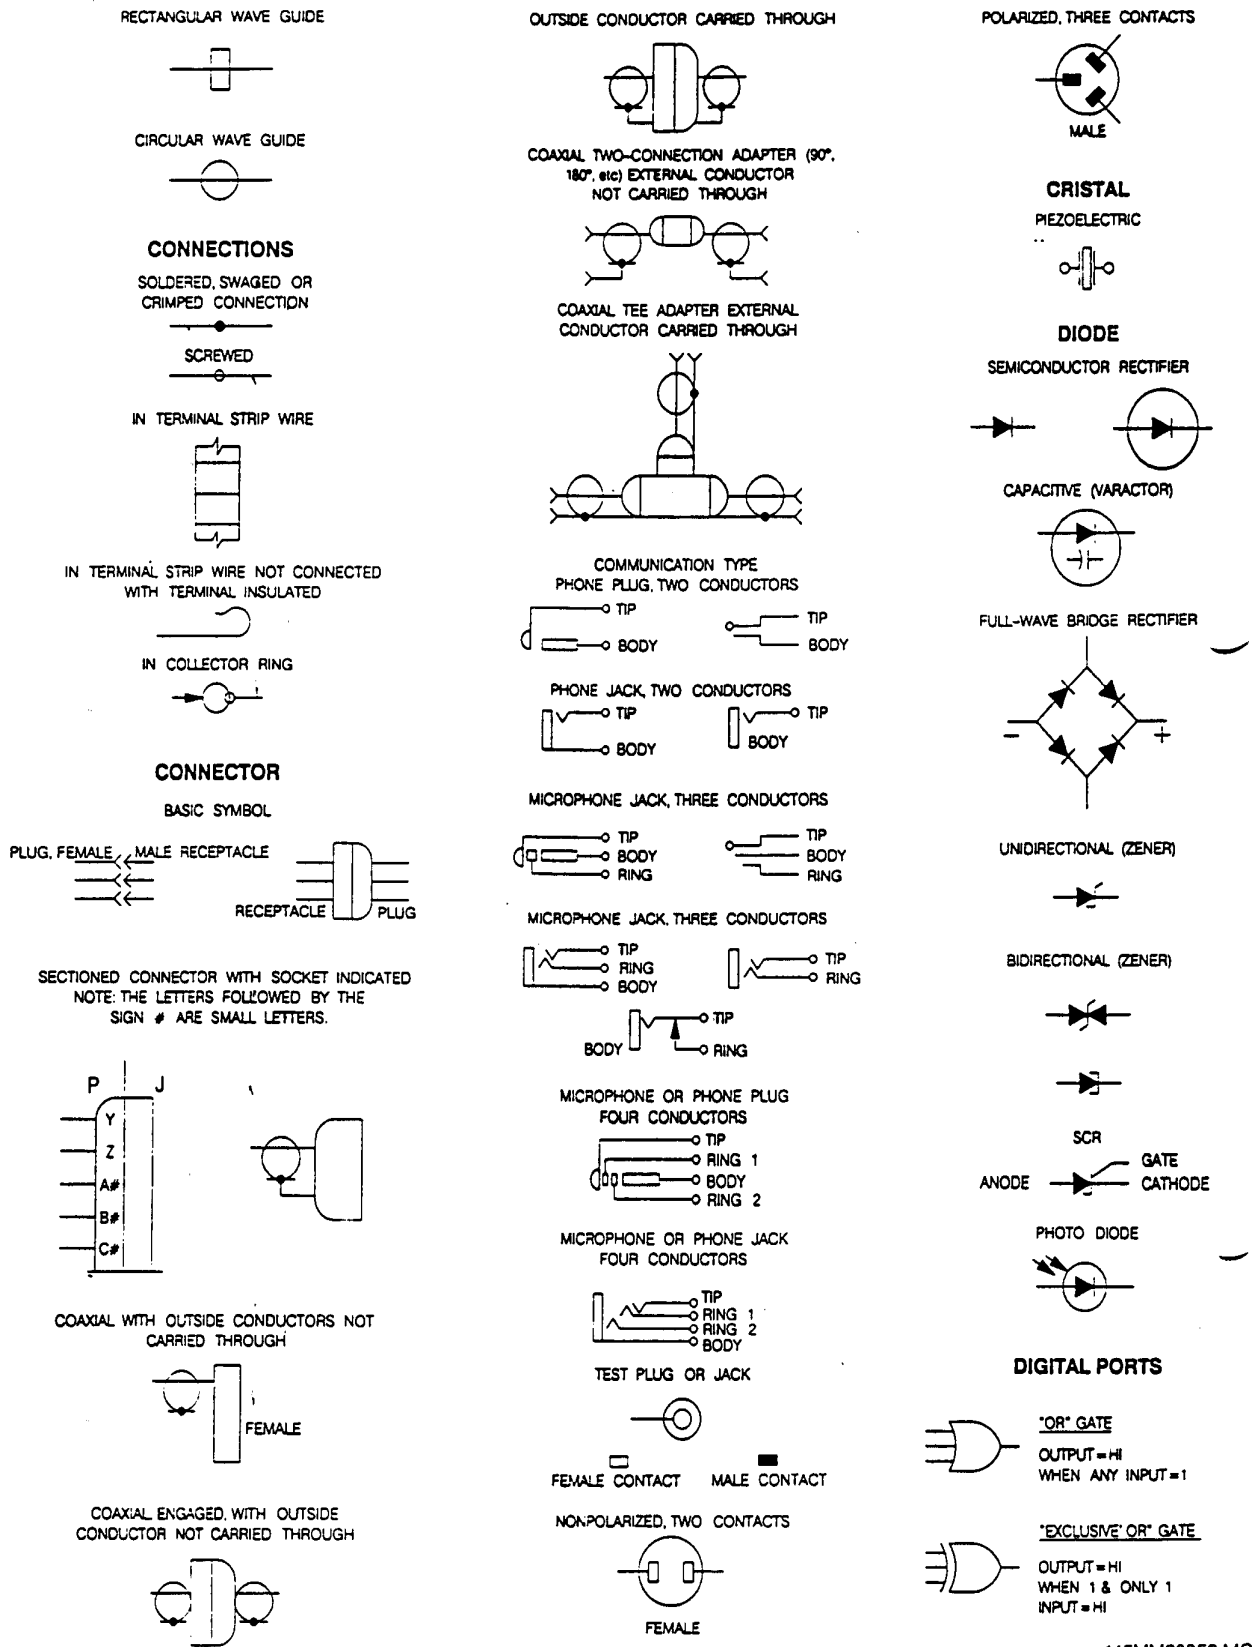 RECTANGULAR WAVE GUIDE
CIRCULAR WAVE GUIDE
CONNECTIONS
SOLDERED, SWAGED OR
CRIMPED CONNECTION
SCREWED
IN TERMINAL STRIP WIRE
IN TERMINAL STRIP WIRE NOT CONNECTED
WITH TERMINAL INSULATED
IN COLLECTOR RING
CONNECTOR
BASIC SYMBOL
PLUG, FEMALE MALE RECEPTACLE
RECEPTACLE PLUG
SECTIONED CONNECTOR WITH SOCKET INDICATED
NOTE: THE LETTERS FOLLOWED BY THE
SIGN # ARE SMALL LETTERS.
P J
Y
Z
A#
B#
C#
COAXIAL WITH OUTSIDE CONDUCTORS NOT
CARRIED THROUGH
FEMALE
COAXIAL ENGAGED, WITH OUTSIDE
CONDUCTOR NOT CARRIED THROUGH
OUTSIDE CONDUCTOR CARRIED THROUGH
COAXIAL TWO-CONNECTION ADAPTER (90°,
180°, etc) EXTERNAL CONDUCTOR
NOT CARRIED THROUGH
COAXIAL TEE ADAPTER EXTERNAL
CONDUCTOR CARRIED THROUGH
COMMUNICATION TYPE
PHONE PLUG, TWO CONDUCTORS
TIP TIP
BODY BODY
PHONE JACK, TWO CONDUCTORS
TIP TIP
BODY BODY
MICROPHONE JACK, THREE CONDUCTORS
TIP TIP
BODY BODY
RING RING
MICROPHONE JACK, THREE CONDUCTORS
TIP TIP
RING RING
BODY
TIP
BODY RING
MICROPHONE OR PHONE PLUG
FOUR CONDUCTORS
TIP
RING 1
BODY
RING 2
MICROPHONE OR PHONE JACK
FOUR CONDUCTORS
TIP
RING 1
RING 2
BODY
TEST PLUG OR JACK
FEMALE CONTACT MALE CONTACT
NONPOLARIZED, TWO CONTACTS
FEMALE
POLARIZED, THREE CONTACTS
MALE
CRISTAL
PIEZOELECTRIC
DIODE
SEMICONDUCTOR RECTIFIER
CAPACITIVE (VARACTOR)
FULL-WAVE BRIDGE RECTIFIER
− +
UNIDIRECTIONAL (ZENER)
BIDIRECTIONAL (ZENER)
SCR
GATE
ANODE CATHODE
PHOTO DIODE
DIGITAL PORTS
"OR" GATE
OUTPUT=HI
WHEN ANY INPUT=1
"EXCLUSIVE OR" GATE
OUTPUT=HI
WHEN 1 & ONLY 1
INPUT=HI